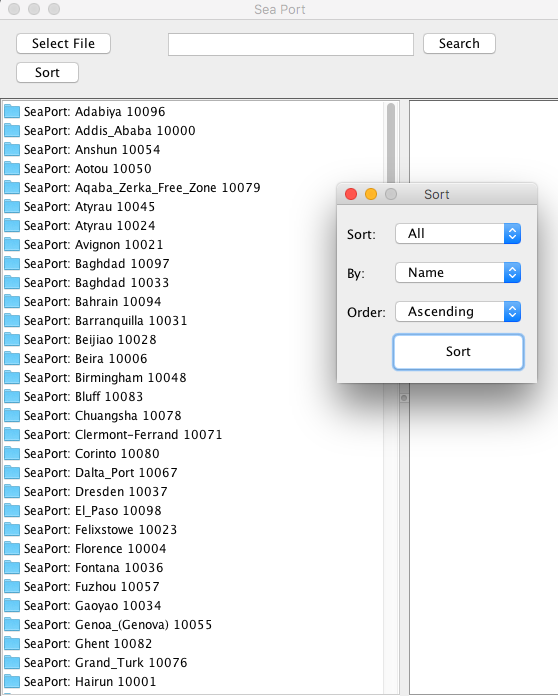 Sea Port
Select File
Search
Sort
SeaPort: Adabiya 10096
SeaPort: Addis_Ababa 10000
SeaPort: Anshun 10054
SeaPort: Aotou 10050
SeaPort: Aqaba_Zerka_Free_Zone 10079
SeaPort: Atyrau 10045
SeaPort: Atyrau 10024
SeaPort: Avignon 10021
SeaPort: Baghdad 10097
SeaPort: Baghdad 10033
SeaPort: Bahrain 10094
SeaPort: Barranquilla 10031
SeaPort: Beijiao 10028
SeaPort: Beira 10006
SeaPort: Birmingham 10048
SeaPort: Bluff 10083
SeaPort: Chuangsha 10078
SeaPort: Clermont-Ferrand 10071
SeaPort: Corinto 10080
SeaPort: Dalta_Port 10067
SeaPort: Dresden 10037
SeaPort: El_Paso 10098
SeaPort: Felixstowe 10023
SeaPort: Florence 10004
SeaPort: Fontana 10036
SeaPort: Fuzhou 10057
SeaPort: Gaoyao 10034
SeaPort: Genoa_(Genova) 10055
SeaPort: Ghent 10082
SeaPort: Grand_Turk 10076
SeaPort: Hairun 10001
Sort
Sort: All
By: Name
Order: Ascending
Sort